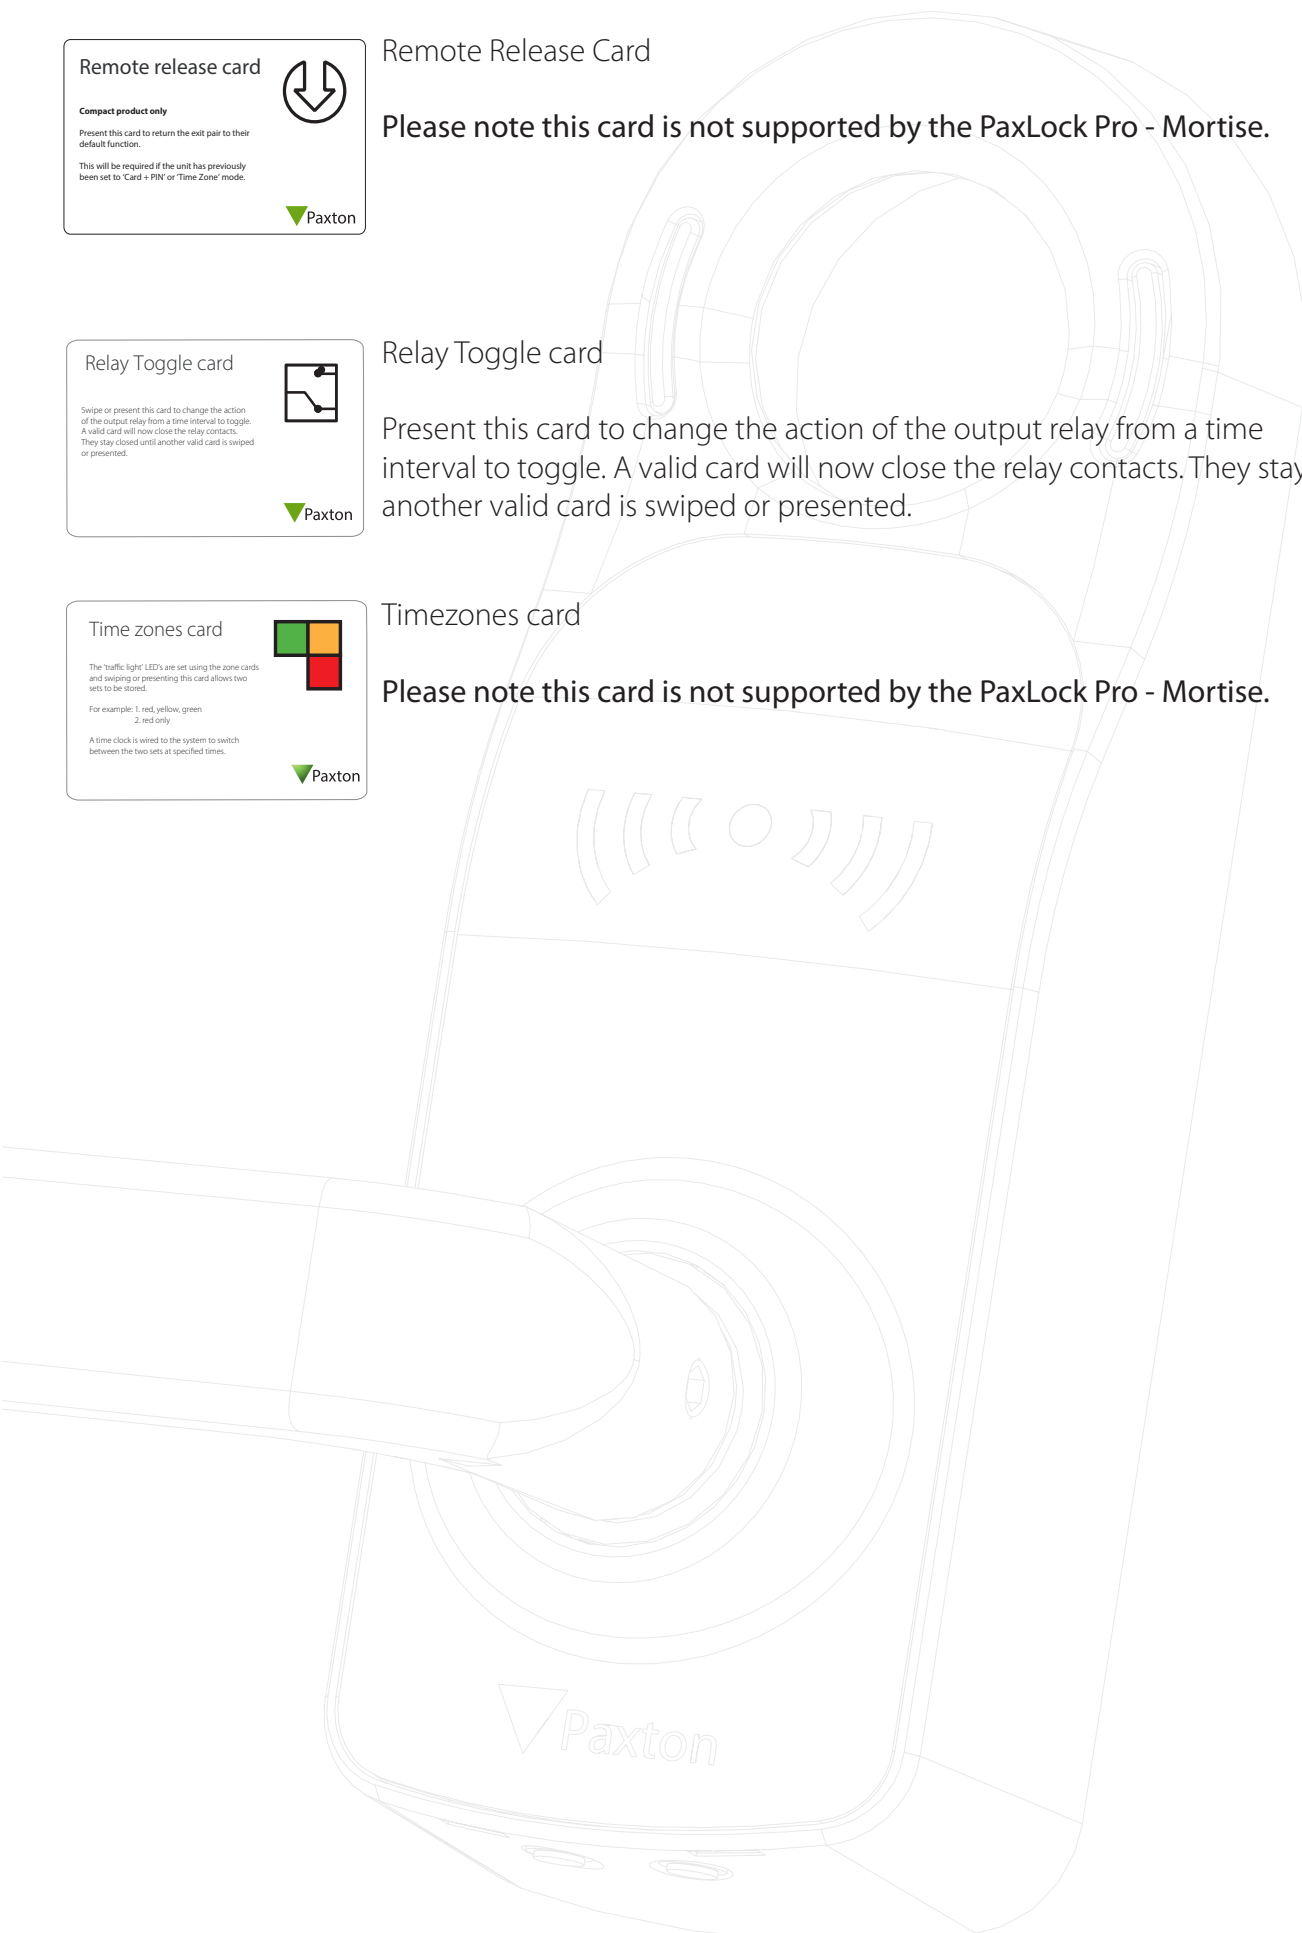 Remote release card
Compact product only
Present this card to return the exit pair to their
default function.
This will be required if the unit has previously
been set to 'Card + PIN' or 'Time Zone' mode.
Paxton
Remote Release Card
Please note this card is not supported by the PaxLock Pro - Mortise.
Relay Toggle card
Swipe or present this card to change the action
of the output relay from a time interval to toggle.
A valid card will now close the relay contacts.
They stay closed until another valid card is swiped
or presented.
Paxton
Relay Toggle card
Present this card to change the action of the output relay from a time
interval to toggle. A valid card will now close the relay contacts. They stay
another valid card is swiped or presented.
Time zones card
The 'traffic light' LED's are set using the zone cards
and swiping or presenting this card allows two
sets to be stored.
For example: 1. red, yellow, green
2. red only
A time clock is wired to the system to switch
between the two sets at specified times.
Paxton
Timezones card
Please note this card is not supported by the PaxLock Pro - Mortise.
Paxton